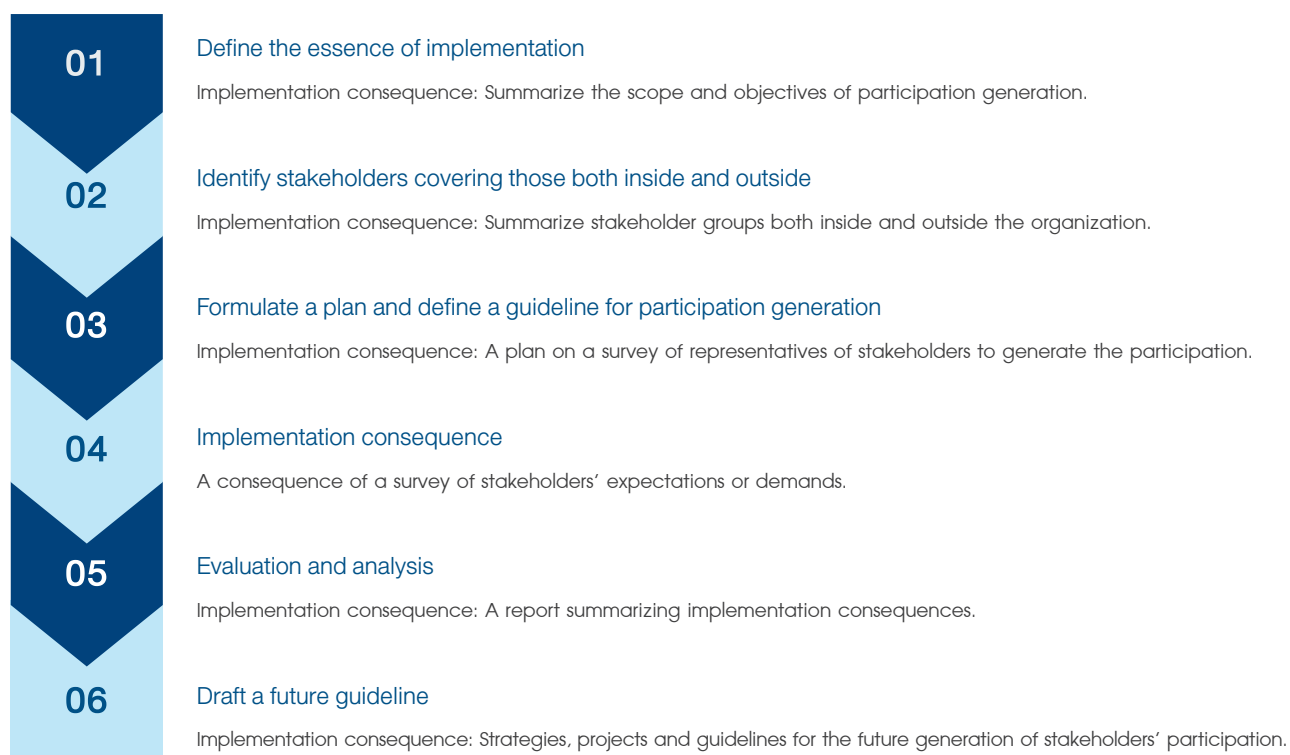 01
Define the essence of implementation
Implementation consequence: Summarize the scope and objectives of participation generation.
02
Identify stakeholders covering those both inside and outside
Implementation consequence: Summarize stakeholder groups both inside and outside the organization.
03
Formulate a plan and define a guideline for participation generation
Implementation consequence: A plan on a survey of representatives of stakeholders to generate the participation.
04
Implementation consequence
A consequence of a survey of stakeholders’ expectations or demands.
05
Evaluation and analysis
Implementation consequence: A report summarizing implementation consequences.
06
Draft a future guideline
Implementation consequence: Strategies, projects and guidelines for the future generation of stakeholders’ participation.